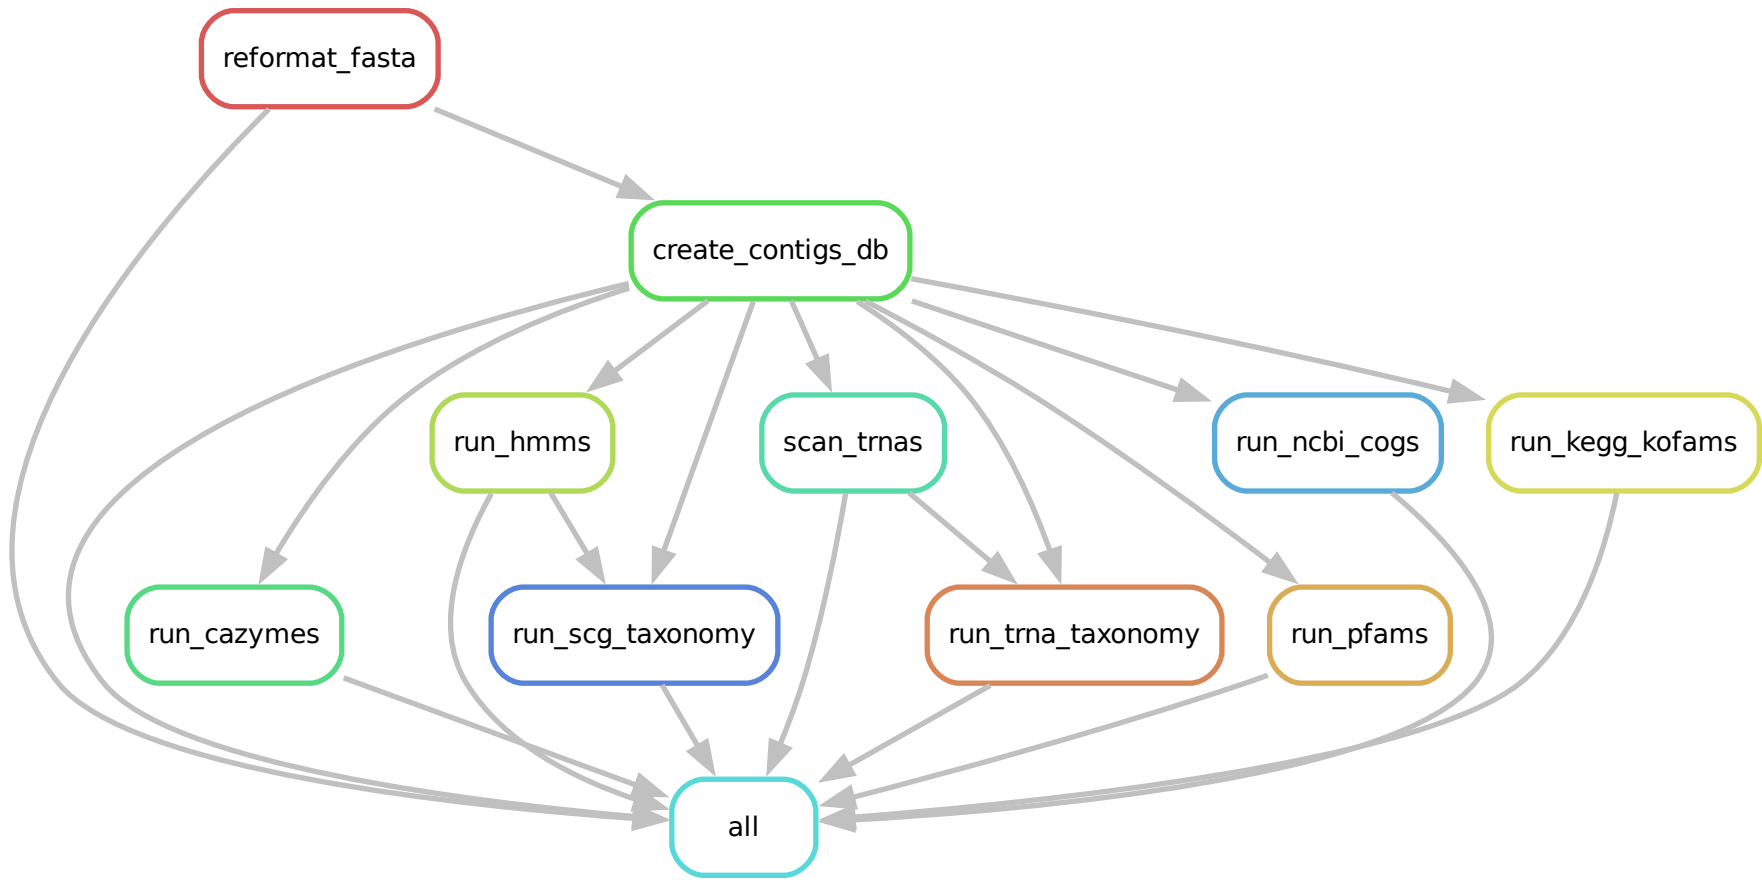 reformat_fasta
create_contigs_db
run_hmms
scan_trnas
run_ncbi_cogs
run_kegg_kofams
run_cazymes
run_scg_taxonomy
run_trna_taxonomy
run_pfams
all